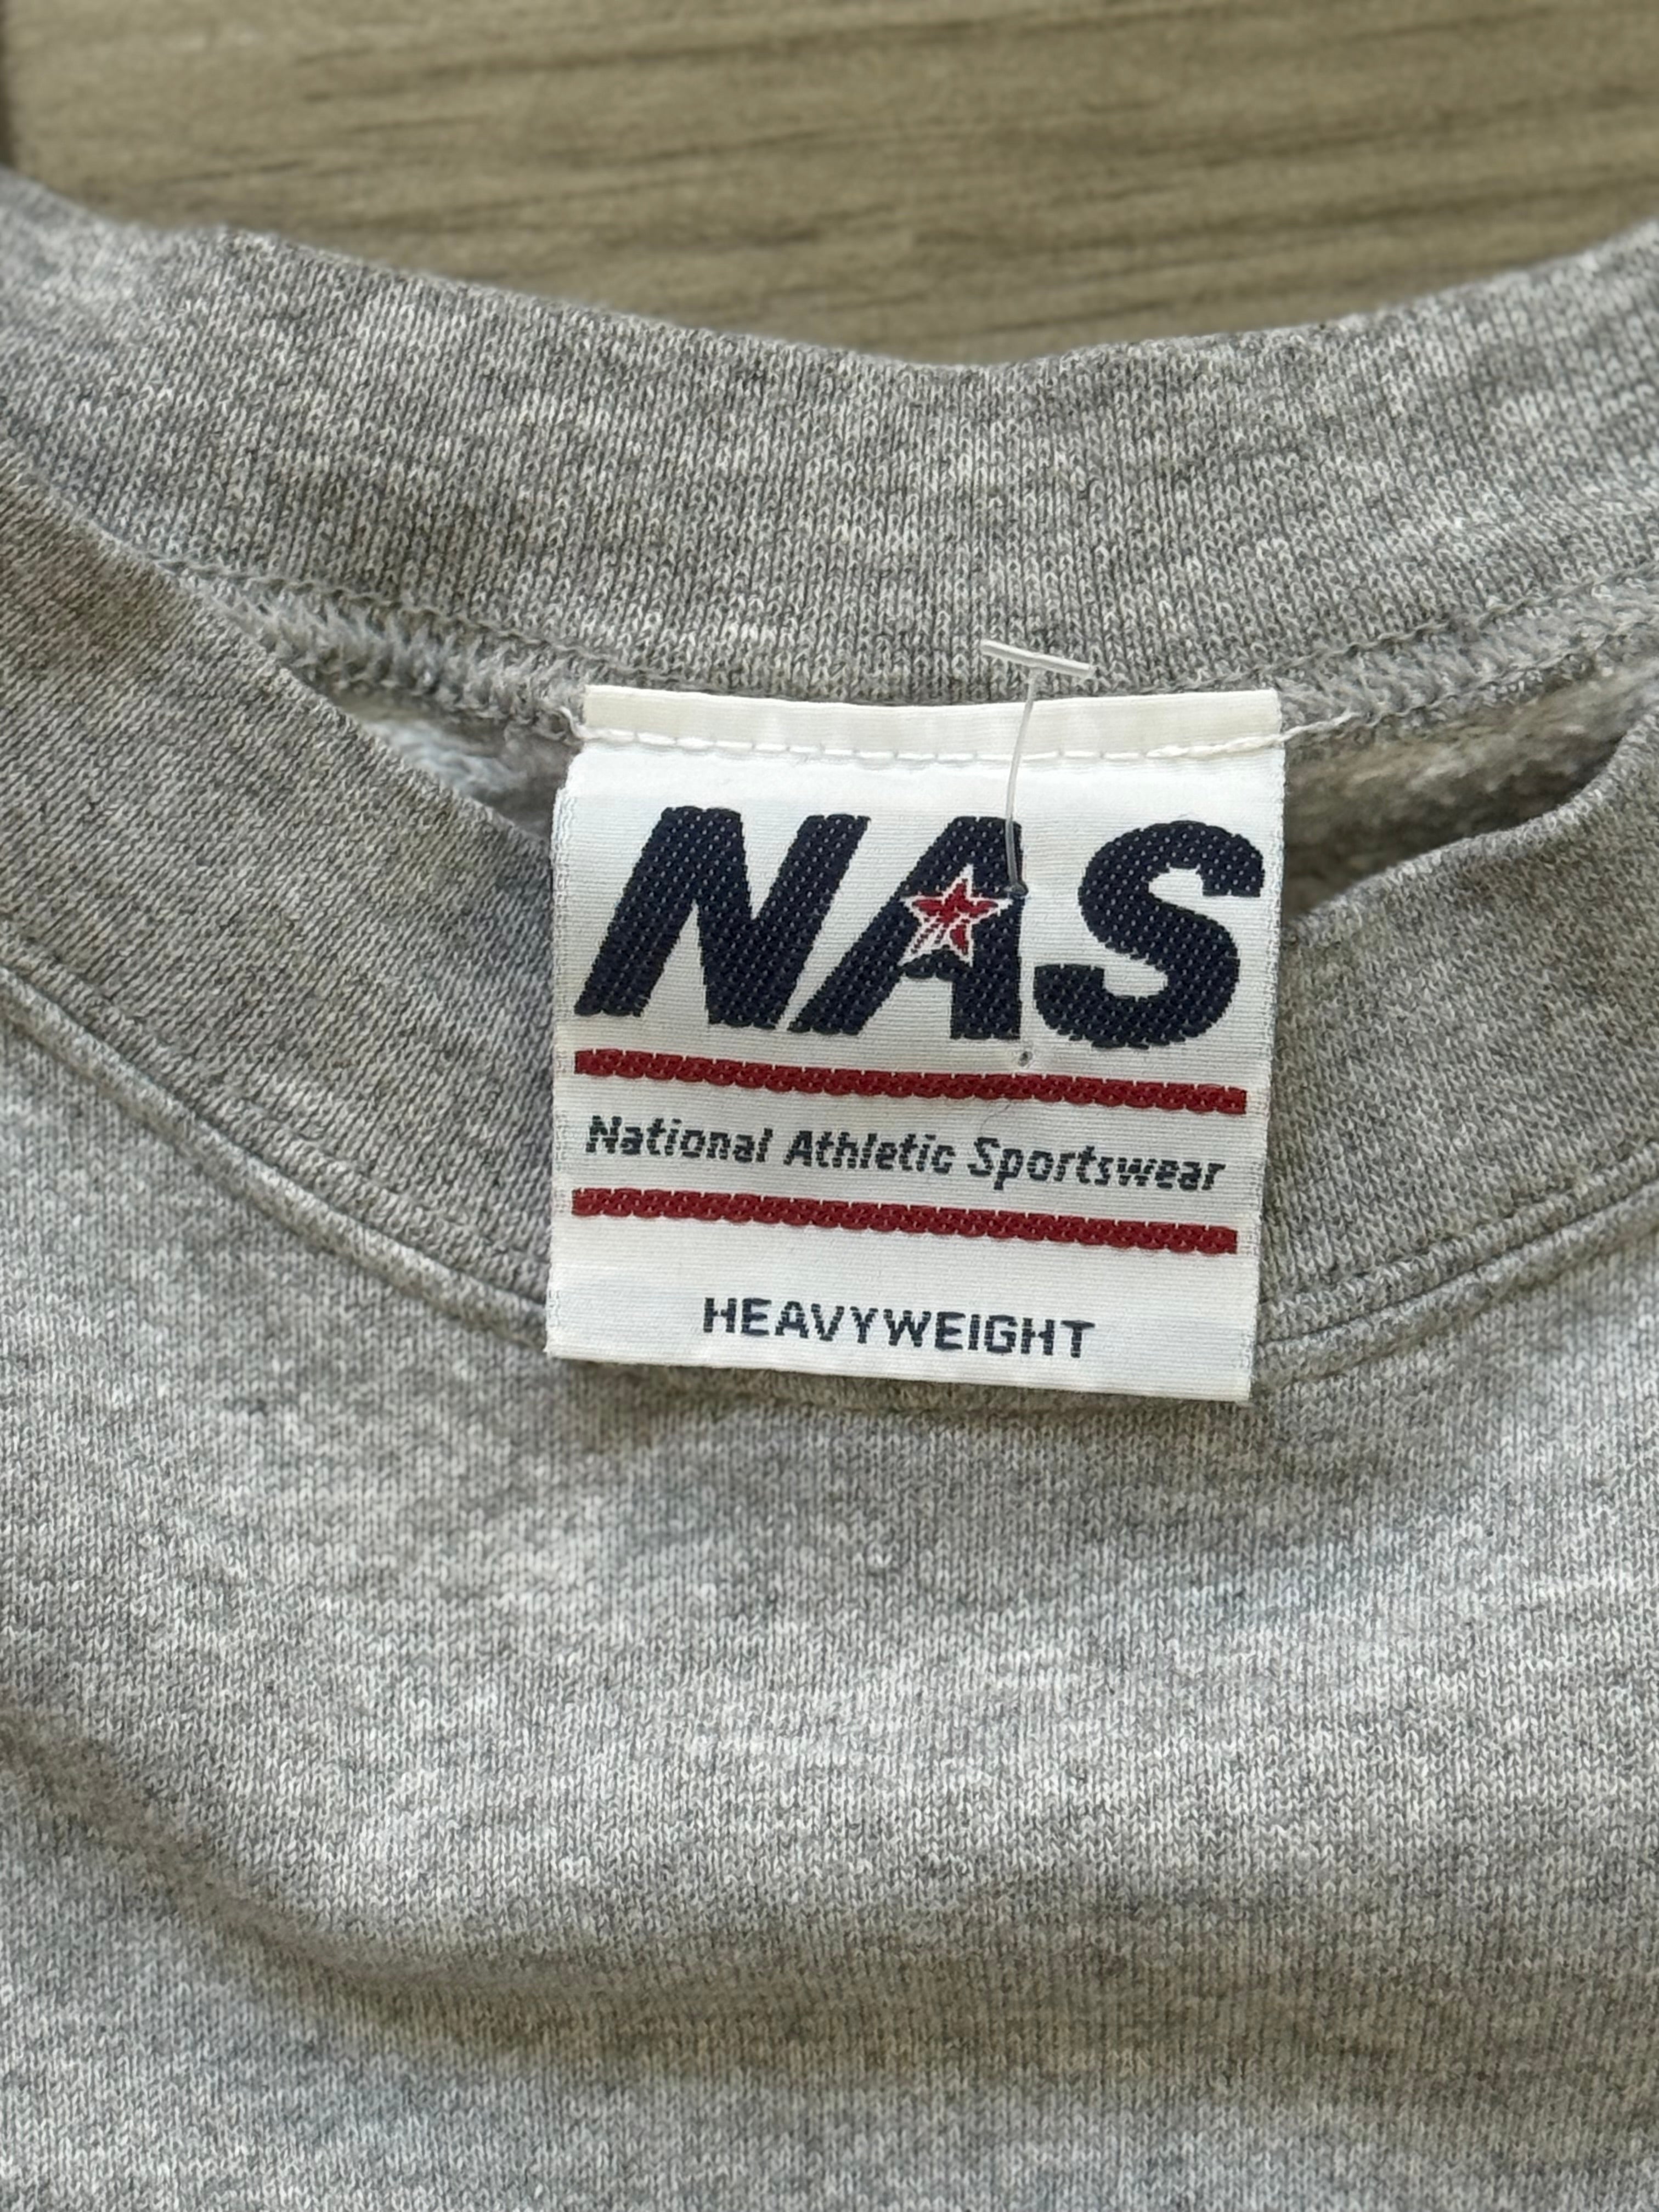 NAS
National Athletic Sportswear
HEAVYWEIGHT